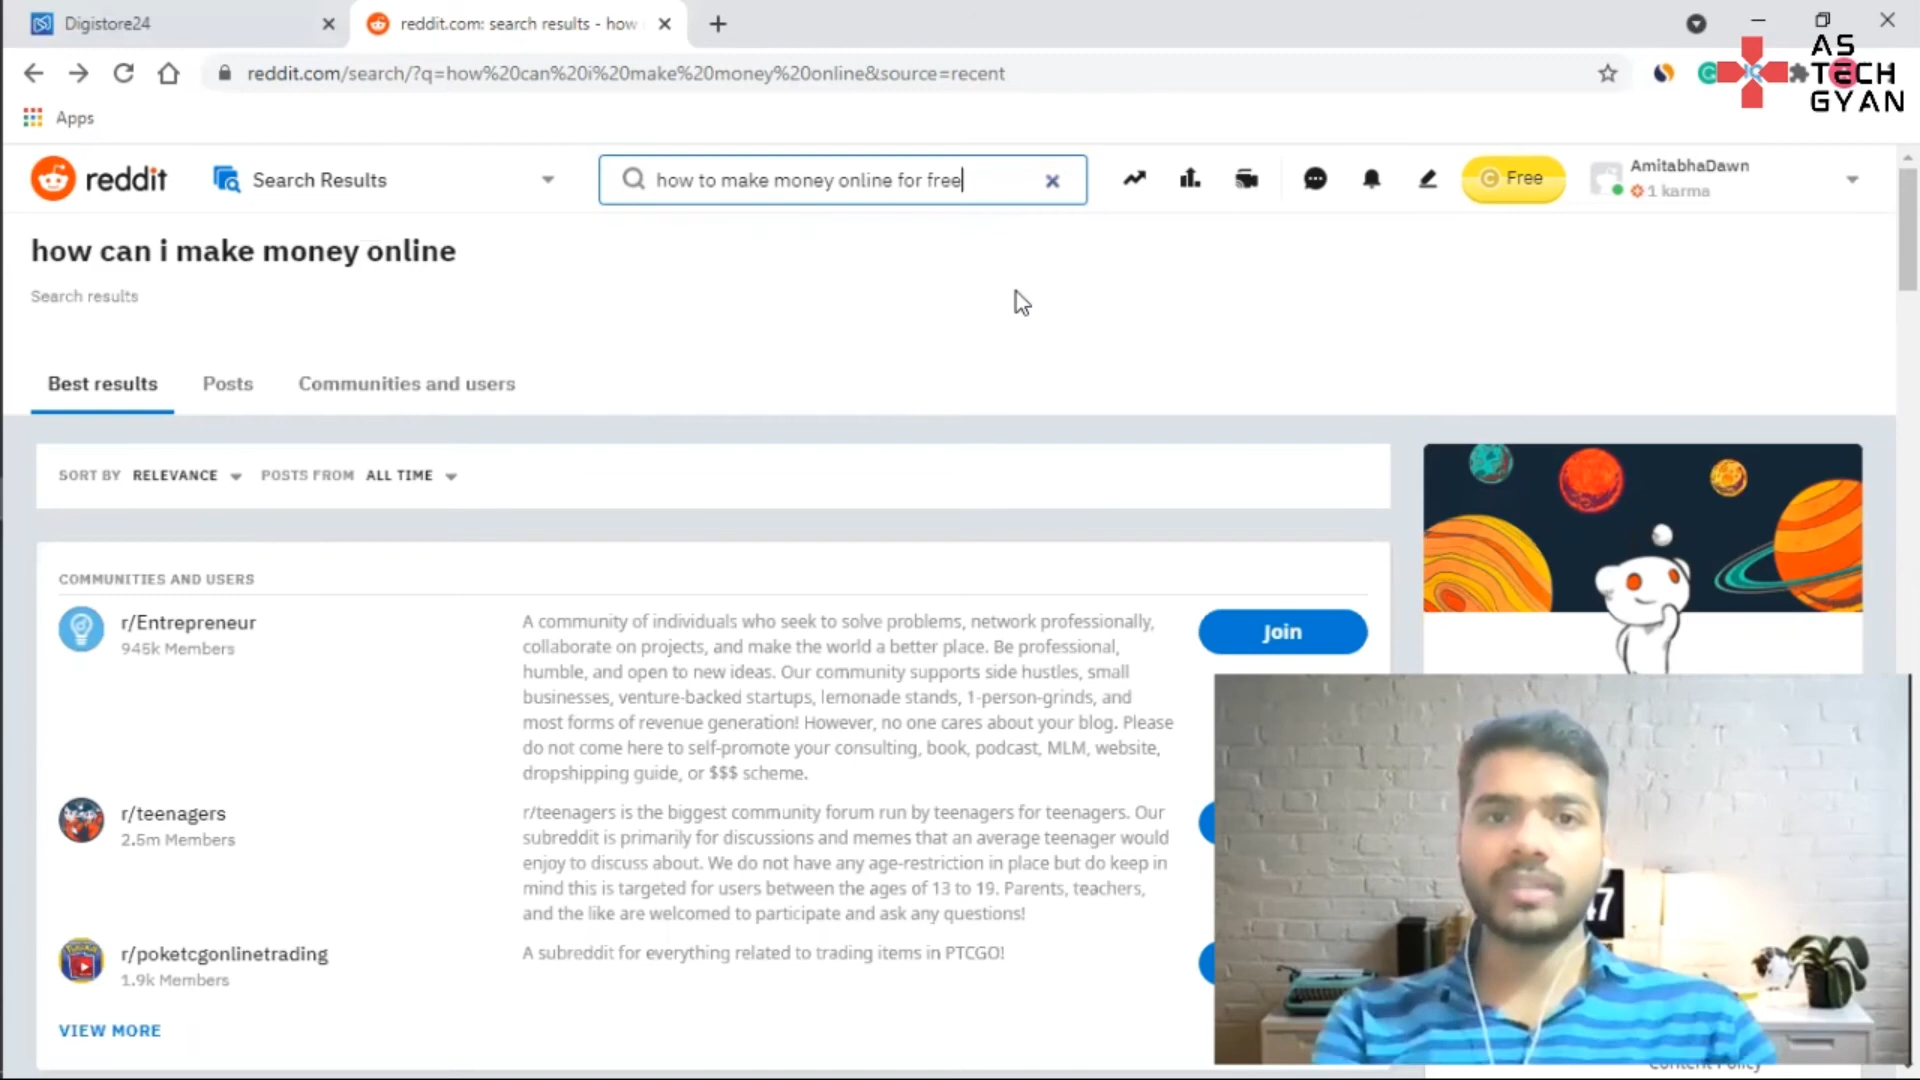 Digistore24
reddit.com: search results - how
reddit.com/search/?q=how%20can%20i%20make%20money%20online&source=recent
AS
TECH
GYAN
Apps
reddit
Search Results
how to make money online for free
Free
AmitabhaDawn
1 karma
how can i make money online
Search results
Best results
Posts
Communities and users
SORT BY RELEVANCE
POSTS FROM ALL TIME
COMMUNITIES AND USERS
r/Entrepreneur
945k Members
A community of individuals who seek to solve problems, network professionally,
collaborate on projects, and make the world a better place. Be professional,
humble, and open to new ideas. Our community supports side hustles, small
businesses, venture-backed startups, lemonade stands, 1-person-grinds, and
most forms of revenue generation! However, no one cares about your blog. Please
do not come here to self-promote your consulting, book, podcast, MLM, website,
dropshipping guide, or $$$ scheme.
Join
r/teenagers
2.5m Members
r/teenagers is the biggest community forum run by teenagers for teenagers. Our
subreddit is primarily for discussions and memes that an average teenager would
enjoy to discuss about. We do not have any age-restriction in place but do keep in
mind this is targeted for users between the ages of 13 to 19. Parents, teachers,
and the like are welcomed to participate and ask any questions!
r/poketcgonlinetrading
1.9k Members
A subreddit for everything related to trading items in PTCGO!
VIEW MORE
47
Content Policy